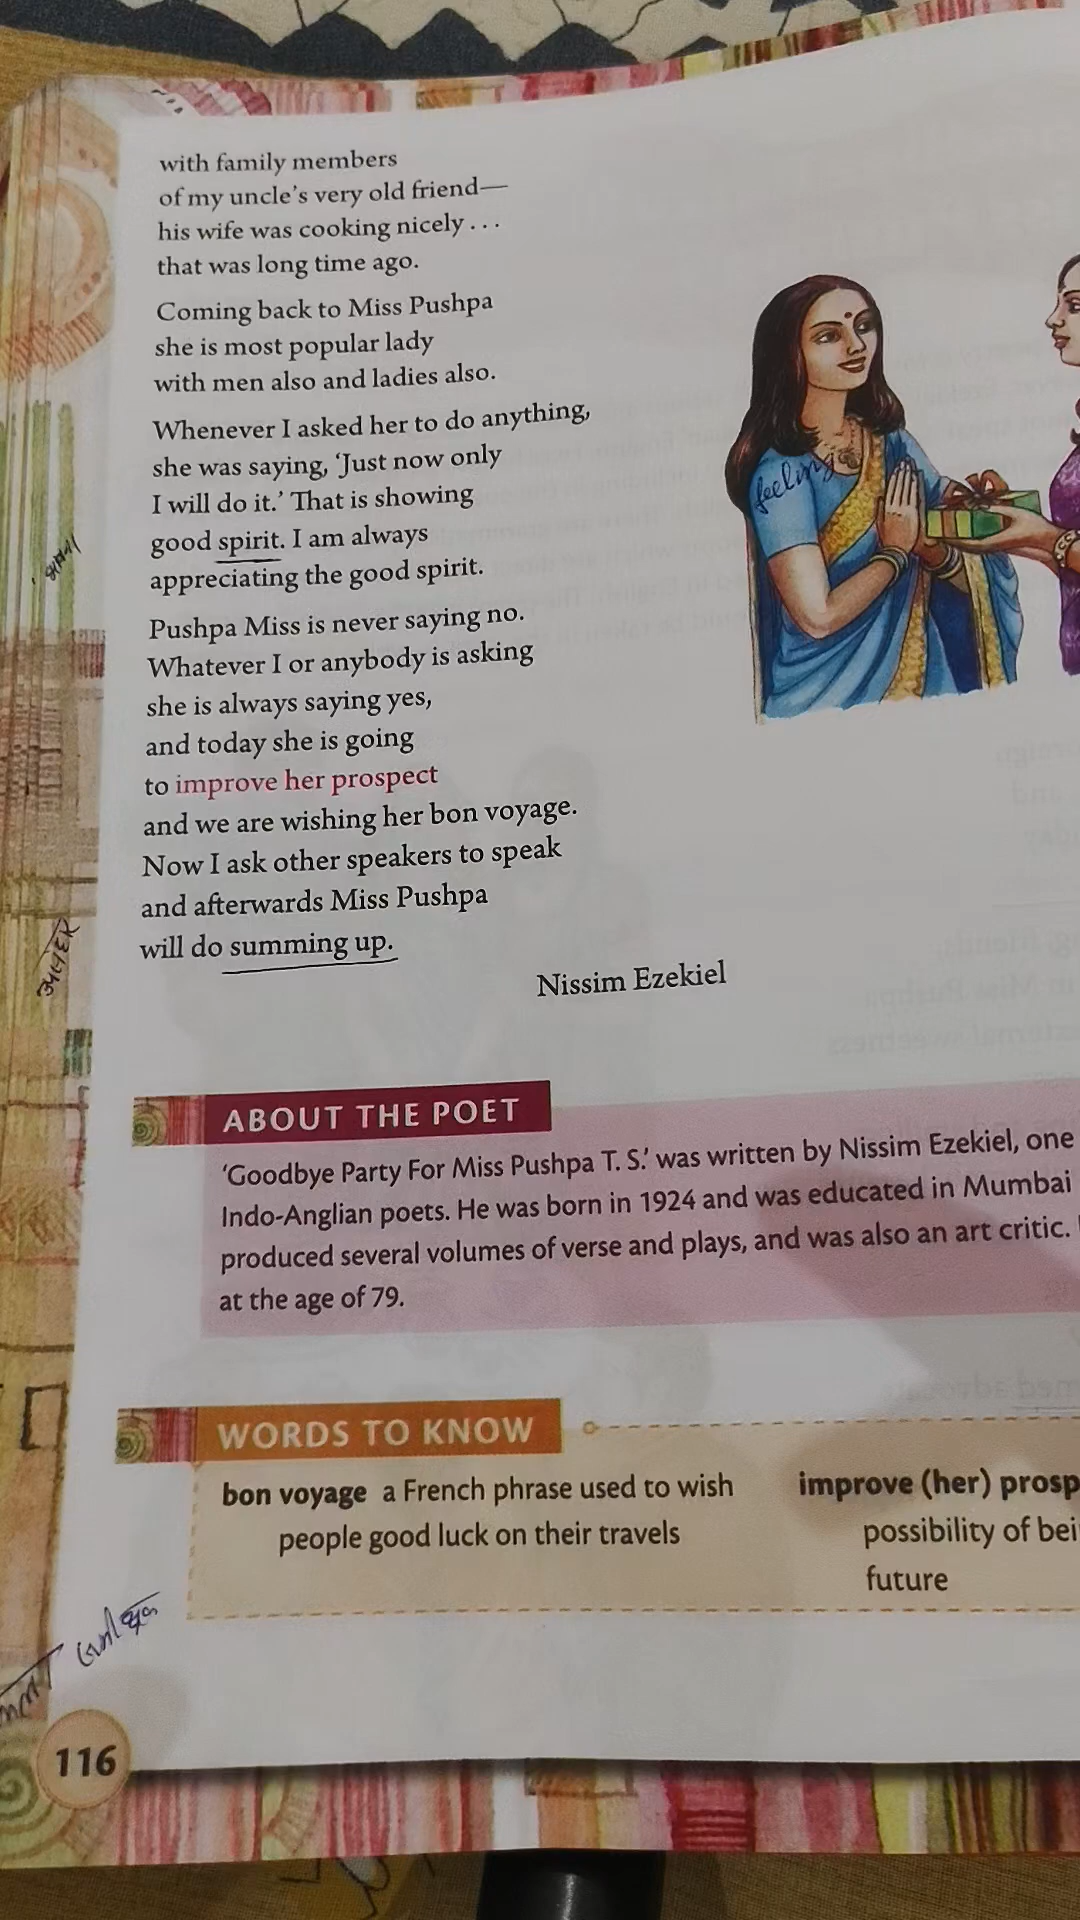 with family members
of my uncle's very old friend—
his wife was cooking nicely . . .
that was long time ago.
Coming back to Miss Pushpa
she is most popular lady
with men also and ladies also.
Whenever I asked her to do anything,
she was saying, ‘Just now only
I will do it.’ That is showing
good spirit. I am always
appreciating the good spirit.
Pushpa Miss is never saying no.
Whatever I or anybody is asking
she is always saying yes,
and today she is going
to improve her prospect
and we are wishing her bon voyage.
Now I ask other speakers to speak
and afterwards Miss Pushpa
will do summing up.
Nissim Ezekiel
feeling
ABOUT THE POET
‘Goodbye Party For Miss Pushpa T. S.’ was written by Nissim Ezekiel, one
Indo-Anglian poets. He was born in 1924 and was educated in Mumbai
produced several volumes of verse and plays, and was also an art critic.
at the age of 79.
WORDS TO KNOW
bon voyage a French phrase used to wish
people good luck on their travels
improve (her) prosp
possibility of bei
future
116